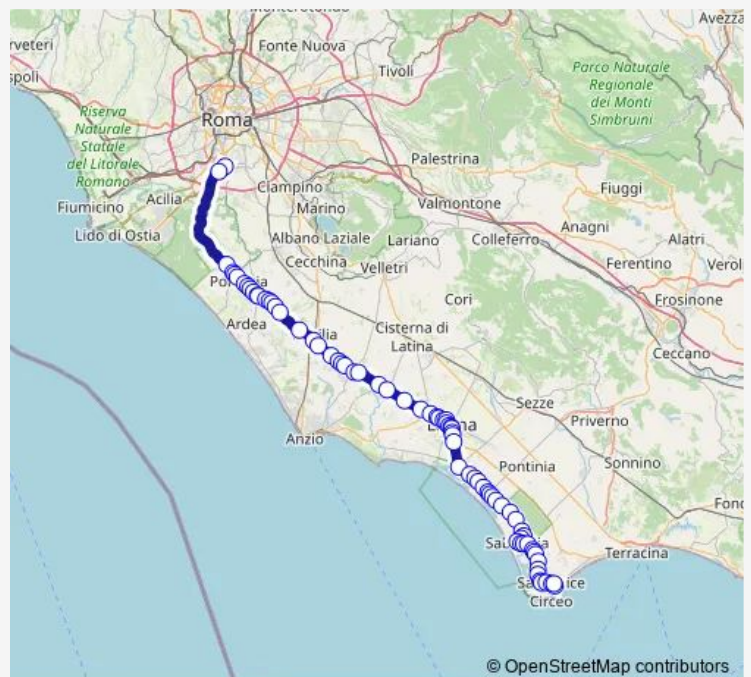 rveteri
spoli
Fonte Nuova
Avezza
Tivoli
Parco Naturale
Regionale
dei Monti
Simbruini
Riserva
Naturale
Statale
del Litorale
Romano
Roma
Palestrina
Fiuggi
Acilia
Ciampino
Fiumicino
Marino
Valmontone
Anagni
Lido di Ostia
Albano Laziale
Lariano
Colleferro
Alatri
Cecchina
Velletri
Ferentino
Veroli
Frosinone
Cori
Ardea
Cisterna di
Latina
Ceccano
Sezze
Anzio
Priverno
Pontinia
Sonnino
Fond
Terracina
Circeo
© OpenStreetMap contributors